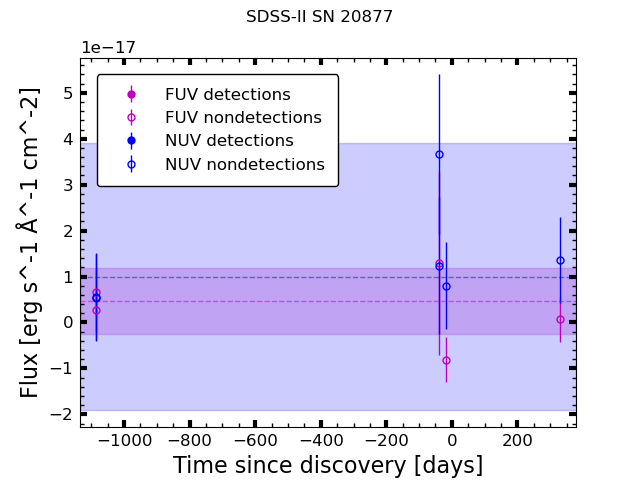 SDSS-II SN 20877
1e−17
FUV detections
FUV nondetections
NUV detections
NUV nondetections
5
4
3
2
1
0
−1
−2
Flux [erg s^-1 Å^-1 cm^-2]
−1000 −800 −600 −400 −200 0 200
Time since discovery [days]